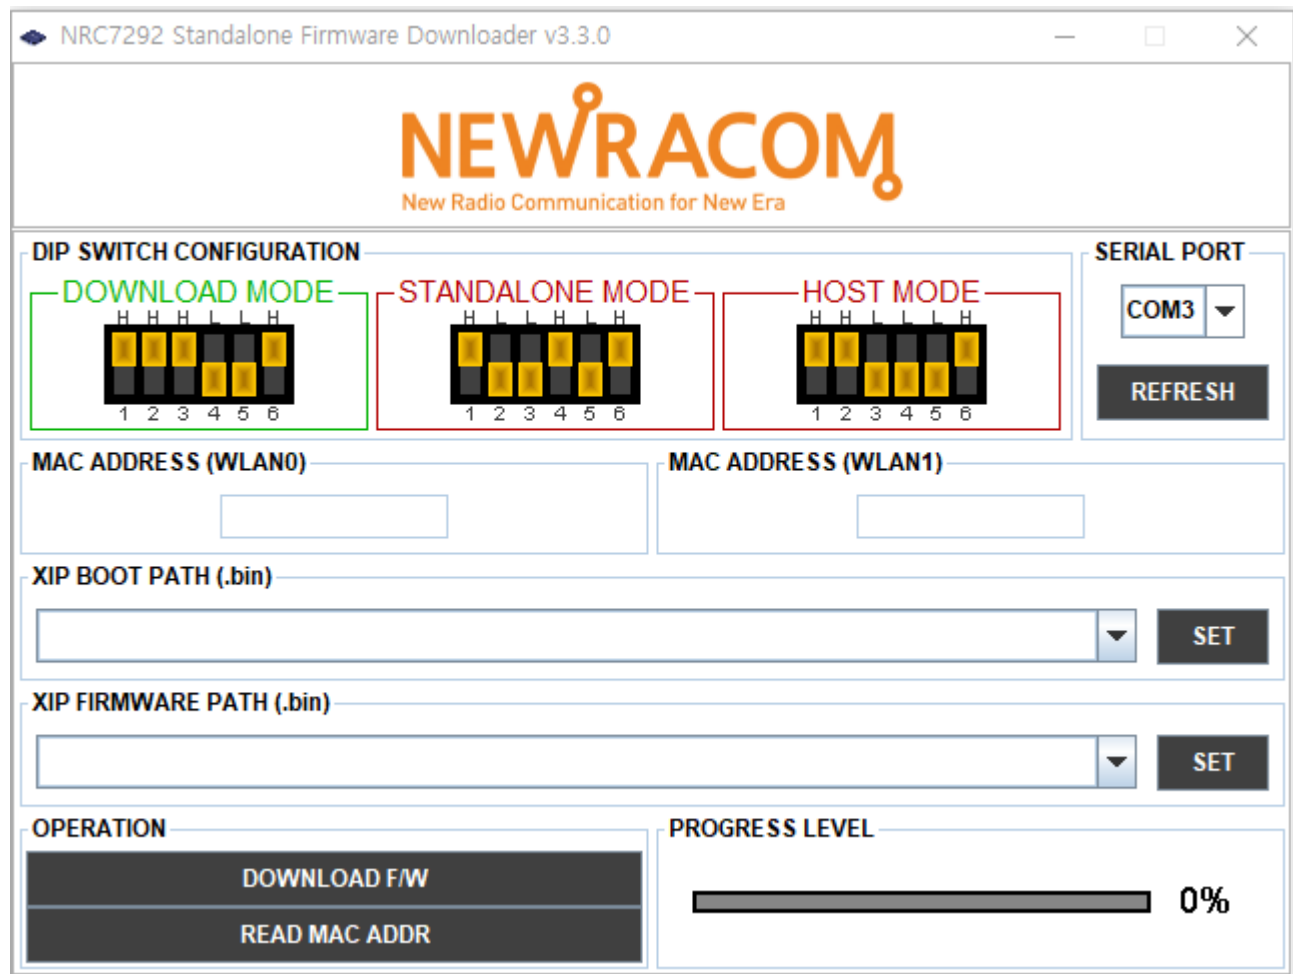 NRC7292 Standalone Firmware Downloader v3.3.0
NEWRACOM
New Radio Communication for New Era
DIP SWITCH CONFIGURATION
SERIAL PORT
DOWNLOAD MODE
STANDALONE MODE
HOST MODE
H H H L L H
H L L H L H
H H L L L H
COM3
1 2 3 4 5 6
1 2 3 4 5 6
1 2 3 4 5 6
REFRESH
MAC ADDRESS (WLAN0)
MAC ADDRESS (WLAN1)
XIP BOOT PATH (.bin)
SET
XIP FIRMWARE PATH (.bin)
SET
OPERATION
PROGRESS LEVEL
DOWNLOAD F/W
0%
READ MAC ADDR